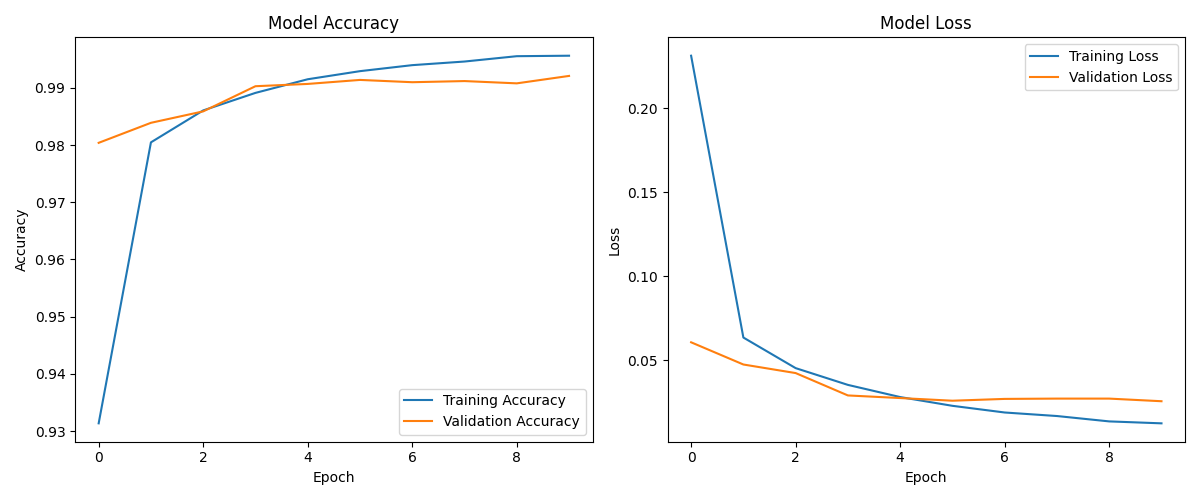 Model Accuracy
Accuracy
0.99
0.98
0.97
0.96
0.95
0.94
0.93
0 2 4 6 8
Epoch
Training Accuracy
Validation Accuracy
Model Loss
Loss
0.20
0.15
0.10
0.05
0 2 4 6 8
Epoch
Training Loss
Validation Loss